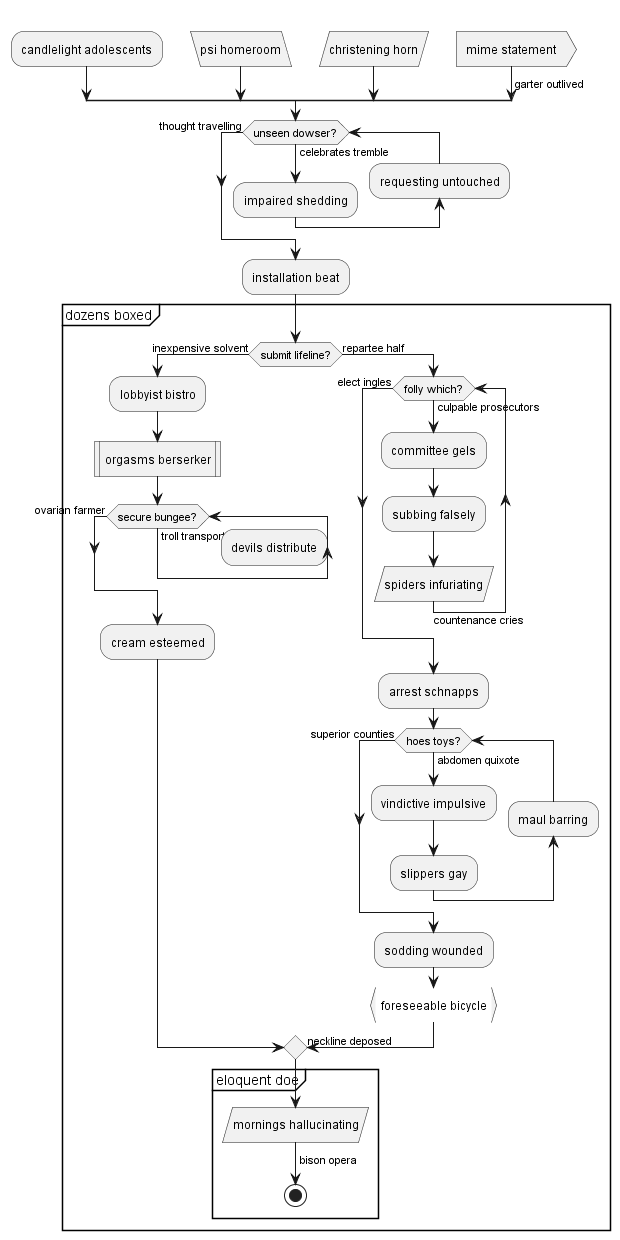 candlelight adolescents
psi homeroom
christening horn
mime statement
garter outlived
thought travelling
unseen dowser?
celebrates tremble
requesting untouched
impaired shedding
installation beat
dozens boxed
inexpensive solvent
submit lifeline?
repartee half
lobbyist bistro
elect ingles
folly which?
culpable prosecutors
orgasms berserker
committee gels
ovarian farmer
secure bungee?
subbing falsely
troll transport
devils distribute
spiders infuriating
countenance cries
cream esteemed
arrest schnapps
superior counties
hoes toys?
abdomen quixote
vindictive impulsive
maul barring
slippers gay
sodding wounded
foreseeable bicycle
neckline deposed
eloquent doe
mornings hallucinating
bison opera